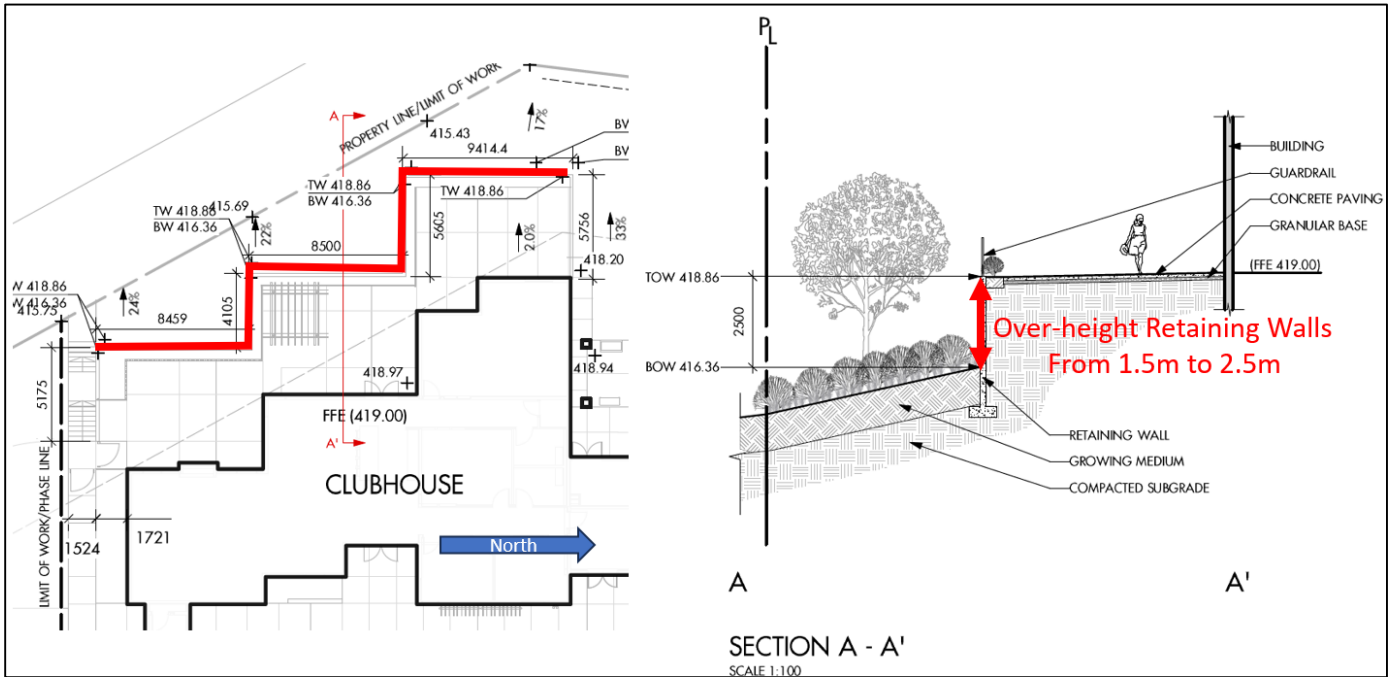 PROPERTY LINE/LIMIT OF WORK
A
415.43
17%
BV
BV
9414.4
TW 418.86
BW 416.36
TW 418.86
5605
5756
2.0%
33%
418.20
415.69
TW 418.86
BW 416.36
22%
8500
418.86
416.36
415.75
24%
8459
4105
5175
418.97
418.94
FFE (419.00)
A'
CLUBHOUSE
LIMIT OF WORK/PHASE LINE
1524
1721
North
PL
BUILDING
GUARDRAIL
CONCRETE PAVING
GRANULAR BASE
(FFE 419.00)
TOW 418.86
2500
BOW 416.36
Over-height Retaining Walls
From 1.5m to 2.5m
RETAINING WALL
GROWING MEDIUM
COMPACTED SUBGRADE
A
A'
SECTION A - A'
SCALE 1:100